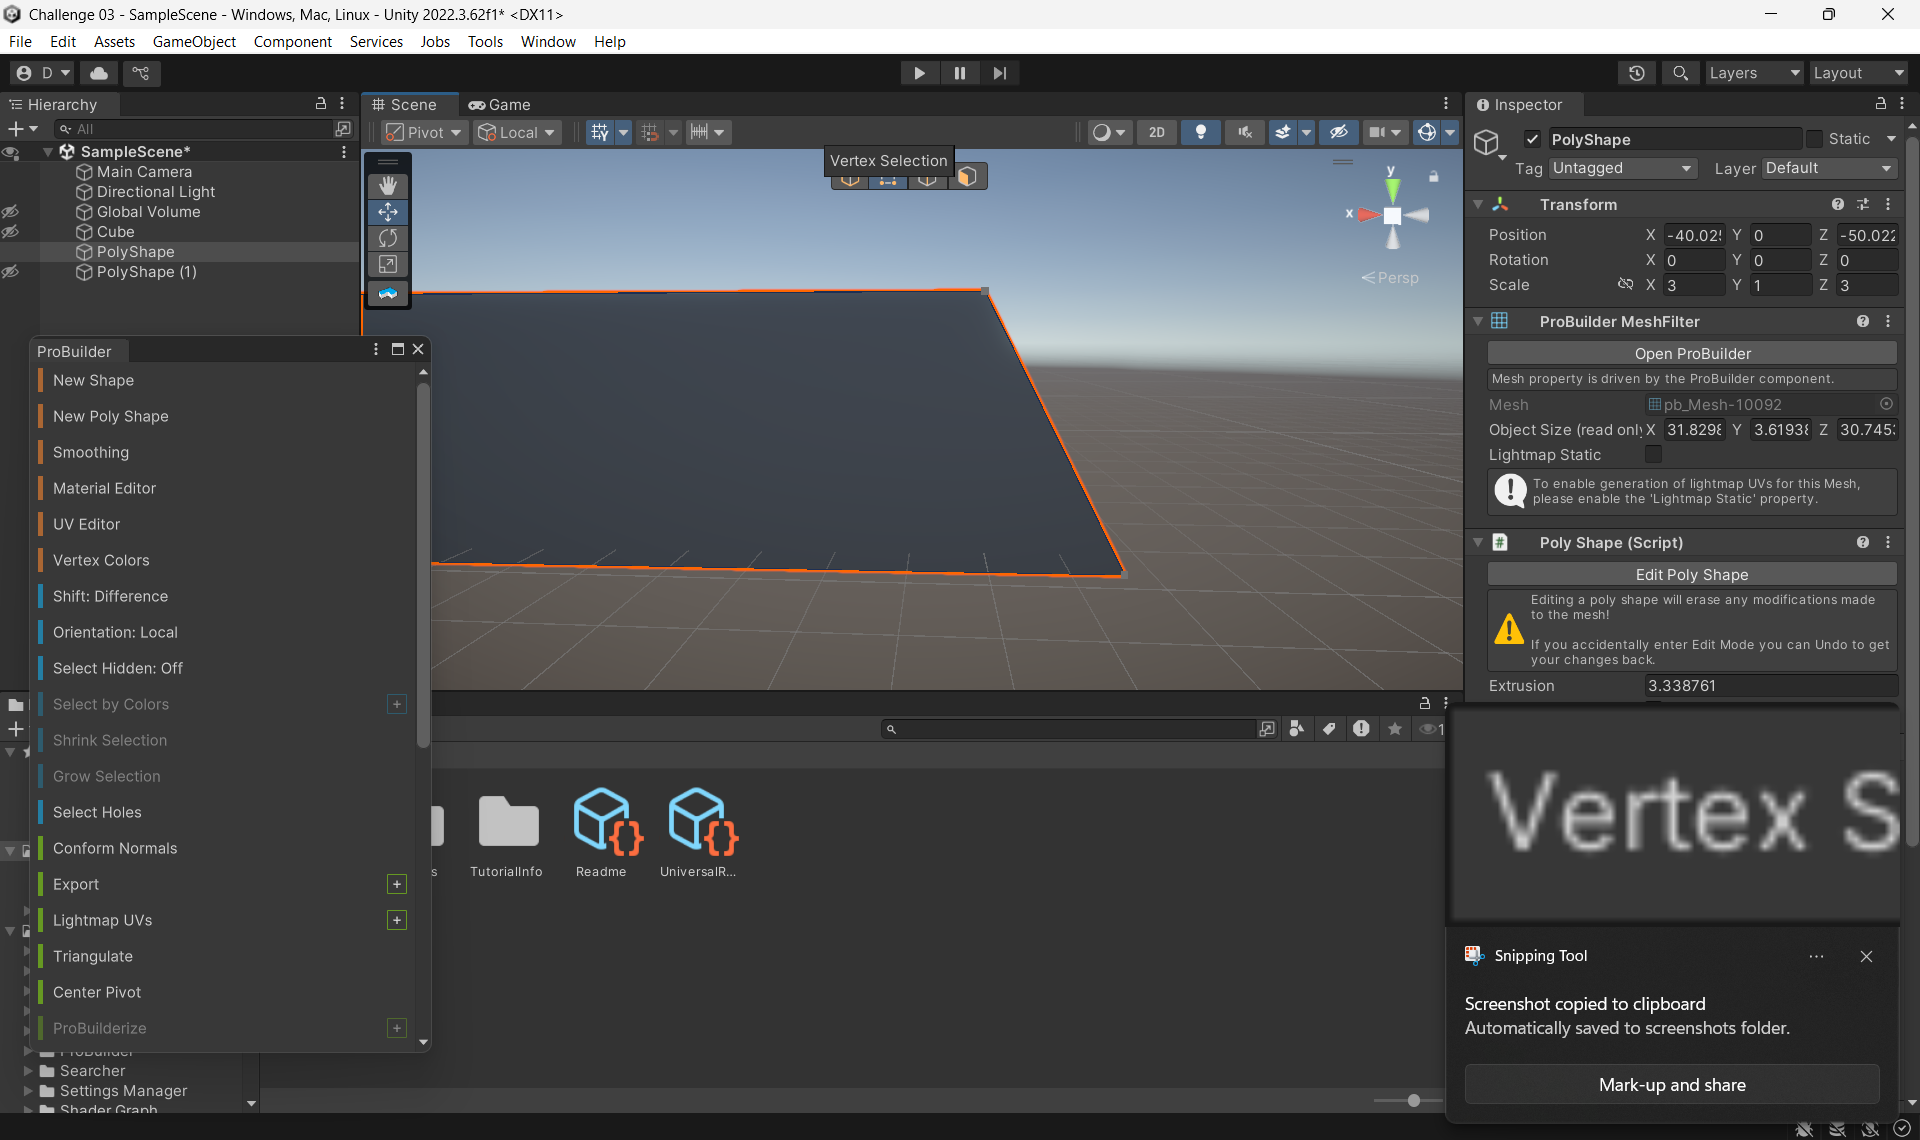 Challenge 03 - SampleScene - Windows, Mac, Linux - Unity 2022.3.62f1* <DX11>
File Edit Assets GameObject Component Services Jobs Tools Window Help
D
Layers
Layout
Hierarchy
All
SampleScene*
Main Camera
Directional Light
Global Volume
Cube
PolyShape
PolyShape (1)
Scene
Game
Pivot
Local
2D
Vertex Selection
y
x
Persp
ProBuilder
New Shape
New Poly Shape
Smoothing
Material Editor
UV Editor
Vertex Colors
Shift: Difference
Orientation: Local
Select Hidden: Off
Select by Colors
Shrink Selection
Grow Selection
Select Holes
Conform Normals
Export
Lightmap UVs
Triangulate
Center Pivot
ProBuilderize
ProBuilder
Searcher
Settings Manager
Shader Graph
s
TutorialInfo
Readme
UniversalR...
1
Inspector
PolyShape
Static
Tag Untagged
Layer Default
Transform
Position X -40.02 Y 0 Z -50.022
Rotation X 0 Y 0 Z 0
Scale X 3 Y 1 Z 3
ProBuilder MeshFilter
Open ProBuilder
Mesh property is driven by the ProBuilder component.
Mesh pb_Mesh-10092
Object Size (read only X 31.8298 Y 3.61938 Z 30.745
Lightmap Static
To enable generation of lightmap UVs for this Mesh,
please enable the 'Lightmap Static' property.
Poly Shape (Script)
Edit Poly Shape
Editing a poly shape will erase any modifications made
to the mesh!
If you accidentally enter Edit Mode you can Undo to get
your changes back.
Extrusion 3.338761
Vertex S
Snipping Tool
Screenshot copied to clipboard
Automatically saved to screenshots folder.
Mark-up and share